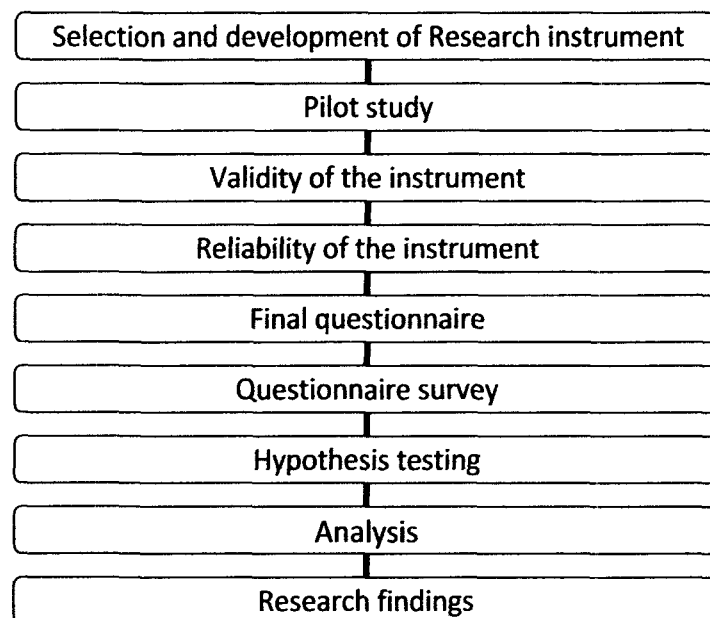 Selection and development of Research instrument
Pilot study
Validity of the instrument
Reliability of the instrument
Final questionnaire
Questionnaire survey
Hypothesis testing
Analysis
Research findings